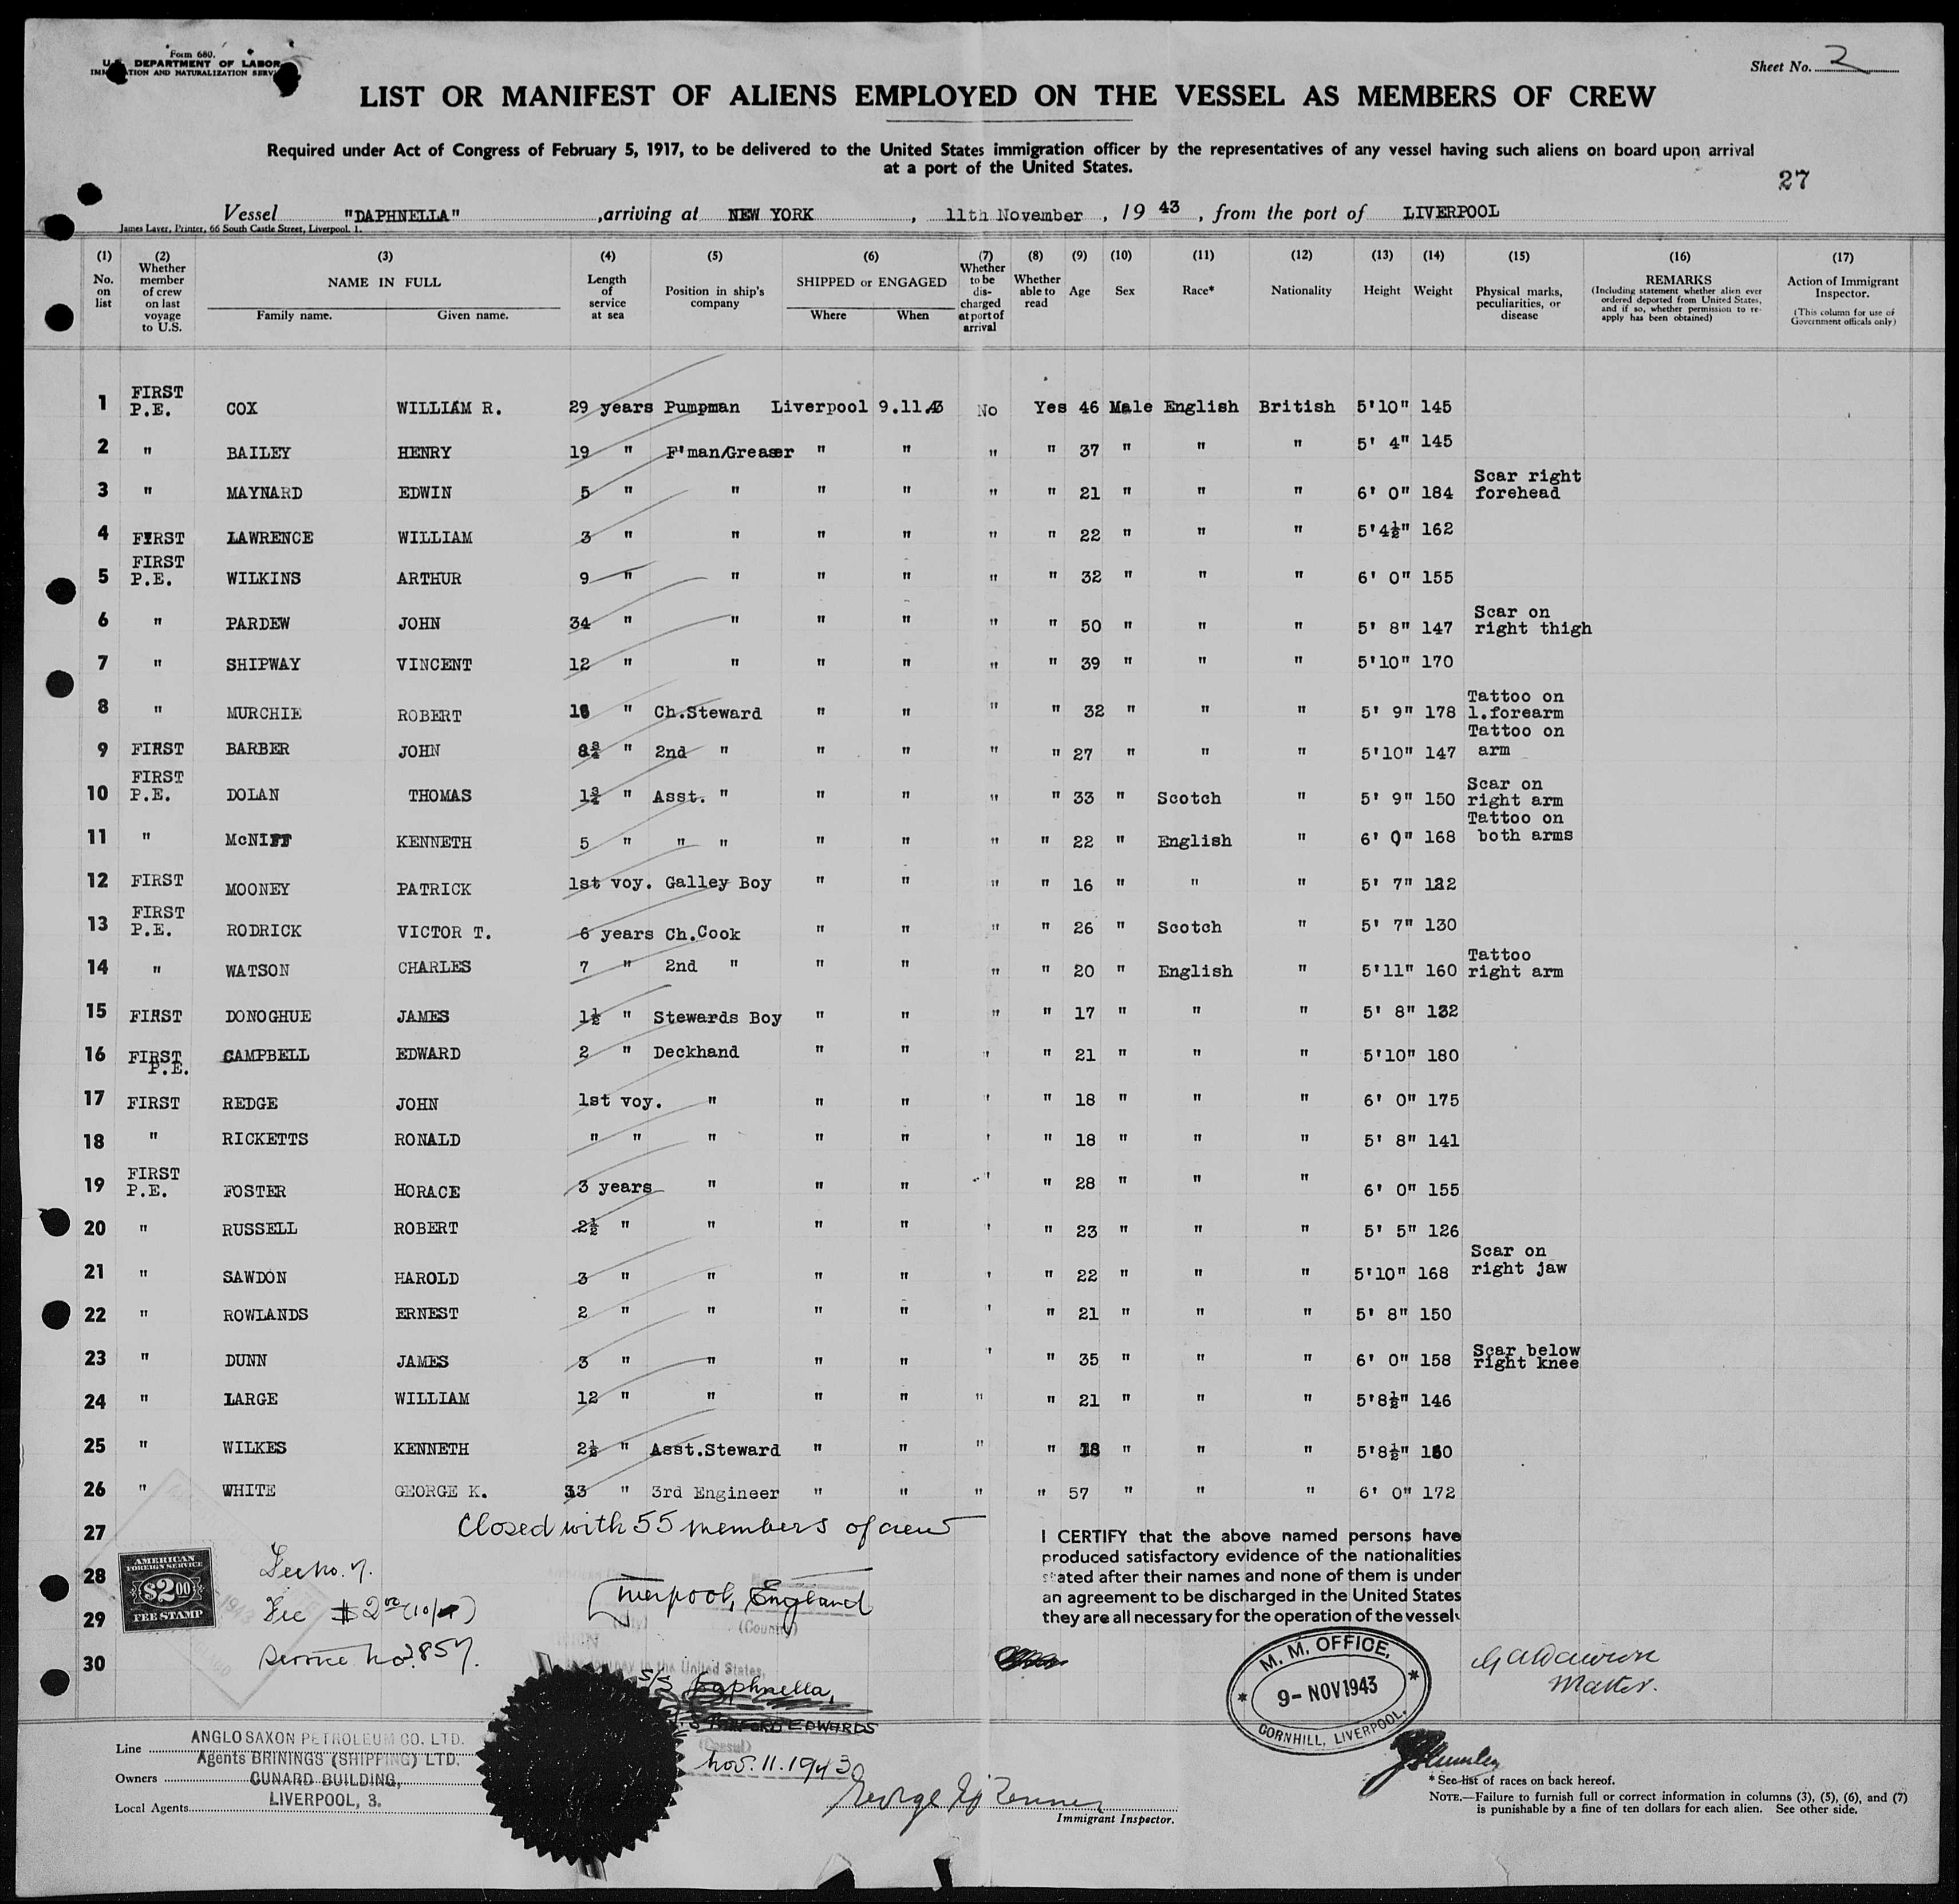 Form 680.
U. S. DEPARTMENT OF LABOR
IMMIGRATION AND NATURALIZATION SERVICE
Sheet No. 2
LIST OR MANIFEST OF ALIENS EMPLOYED ON THE VESSEL AS MEMBERS OF CREW
Required under Act of Congress of February 5, 1917, to be delivered to the United States immigration officer by the representatives of any vessel having such aliens on board upon arrival
at a port of the United States.
27
Vessel "DAPHNELLA" , arriving at NEW YORK , 11th November , 19 43 , from the port of LIVERPOOL
James Laver, Printer, 66 South Castle Street, Liverpool. 1.
(1) No. on list
(2) Whether member of crew on last voyage to U.S.
(3) NAME IN FULL Family name. Given name.
(4) Length of service at sea
(5) Position in ship's company
(6) SHIPPED or ENGAGED Where When
(7) Whether to be discharged at port of arrival
(8) Whether able to read
(9) Age
(10) Sex
(11) Race*
(12) Nationality
(13) Height
(14) Weight
(15) Physical marks, peculiarities, or disease
(16) REMARKS (Including statement whether alien ever ordered deported from United States, and if so, whether permission to re-apply has been obtained)
(17) Action of Immigrant Inspector. (This column for use of Government officals only)
1 FIRST P.E. COX WILLIAM R. 29 years Pumpman Liverpool 9.11.43 No Yes 46 Male English British 5'10" 145
2 " BAILEY HENRY 19 " F'man/Greaser " " " " 37 " " " 5' 4" 145
3 " MAYNARD EDWIN 5 " " " " " " 21 " " " 6' 0" 184 Scar right forehead
4 FIRST LAWRENCE WILLIAM 3 " " " " " " 22 " " " 5'4½" 162
5 FIRST P.E. WILKINS ARTHUR 9 " " " " " " 32 " " " 6' 0" 155
6 " PARDEW JOHN 34 " " " " " " 50 " " " 5' 8" 147 Scar on right thigh
7 " SHIPWAY VINCENT 12 " " " " " " 39 " " " 5'10" 170
8 " MURCHIE ROBERT " Ch.Steward " " " " 32 " " " 5' 9" 178 Tattoo on l.forearm
9 FIRST BARBER JOHN " 2nd " " " " " 27 " " " 5'10" 147 Tattoo on arm
10 FIRST P.E. DOLAN THOMAS 1¾ " Asst. " " " " " 33 " Scotch " 5' 9" 150 Scar on right arm
11 " McNIFF KENNETH 5 " " " " " " " 22 " English " 6' 0" 168 Tattoo on both arms
12 FIRST MOONEY PATRICK 1st voy. Galley Boy " " " " 16 " " " 5' 7" 122
13 FIRST P.E. RODRICK VICTOR T. 6 years Ch.Cook " " " " 26 " Scotch " 5' 7" 130
14 " WATSON CHARLES 7 " 2nd " " " " " 20 " English " 5'11" 160 Tattoo right arm
15 FIRST DONOGHUE JAMES 1½ " Stewards Boy " " " " 17 " " " 5' 8" 132
16 FIRST P.E. CAMPBELL EDWARD 2 " Deckhand " " " " 21 " " " 5'10" 180
17 FIRST REDGE JOHN 1st voy. " " " " " 18 " " " 6' 0" 175
18 " RICKETTS RONALD " " " " " " " 18 " " " 5' 8" 141
19 FIRST P.E. FOSTER HORACE 3 years " " " " " 28 " " " 6' 0" 155
20 " RUSSELL ROBERT 2½ " " " " " " 23 " " " 5' 5" 126
21 " SAWDON HAROLD 3 " " " " " " 22 " " " 5'10" 168 Scar on right jaw
22 " ROWLANDS ERNEST 2 " " " " " " 21 " " " 5' 8" 150
23 " DUNN JAMES 3 " " " " " " 35 " " " 6' 0" 158 Scar below right knee
24 " LARGE WILLIAM 12 " " " " " " 21 " " " 5'8½" 146
25 " WILKES KENNETH 2½ " Asst.Steward " " " " 18 " " " 5'8½"
26 " WHITE GEORGE K. 33 " 3rd Engineer " " " " 57 " " " 6' 0" 172
27 Closed with 55 members of crew
28
29
30
I CERTIFY that the above named persons have
produced satisfactory evidence of the nationalities
stated after their names and none of them is under
an agreement to be discharged in the United States
they are all necessary for the operation of the vessel.
AMERICAN
FOREIGN SERVICE
$2.00
FEE STAMP
Fee $2.00
Service No. 2857.
Liverpool, England
(City) (Country)
to the United States,
S/S Daphnella,
EDWARDS
(Consul)
Nov. 11. 1943
M. M. OFFICE,
9- NOV 1943
CORNHILL, LIVERPOOL.
Master.
Line ANGLO SAXON PETROLEUM CO. LTD.
Agents BRININGS (SHIPPING) LTD.
Owners CUNARD BUILDING,
Local Agents LIVERPOOL, 3.
George
Immigrant Inspector.
* See list of races on back hereof.
NOTE.—Failure to furnish full or correct information in columns (3), (5), (6), and (7)
is punishable by a fine of ten dollars for each alien. See other side.